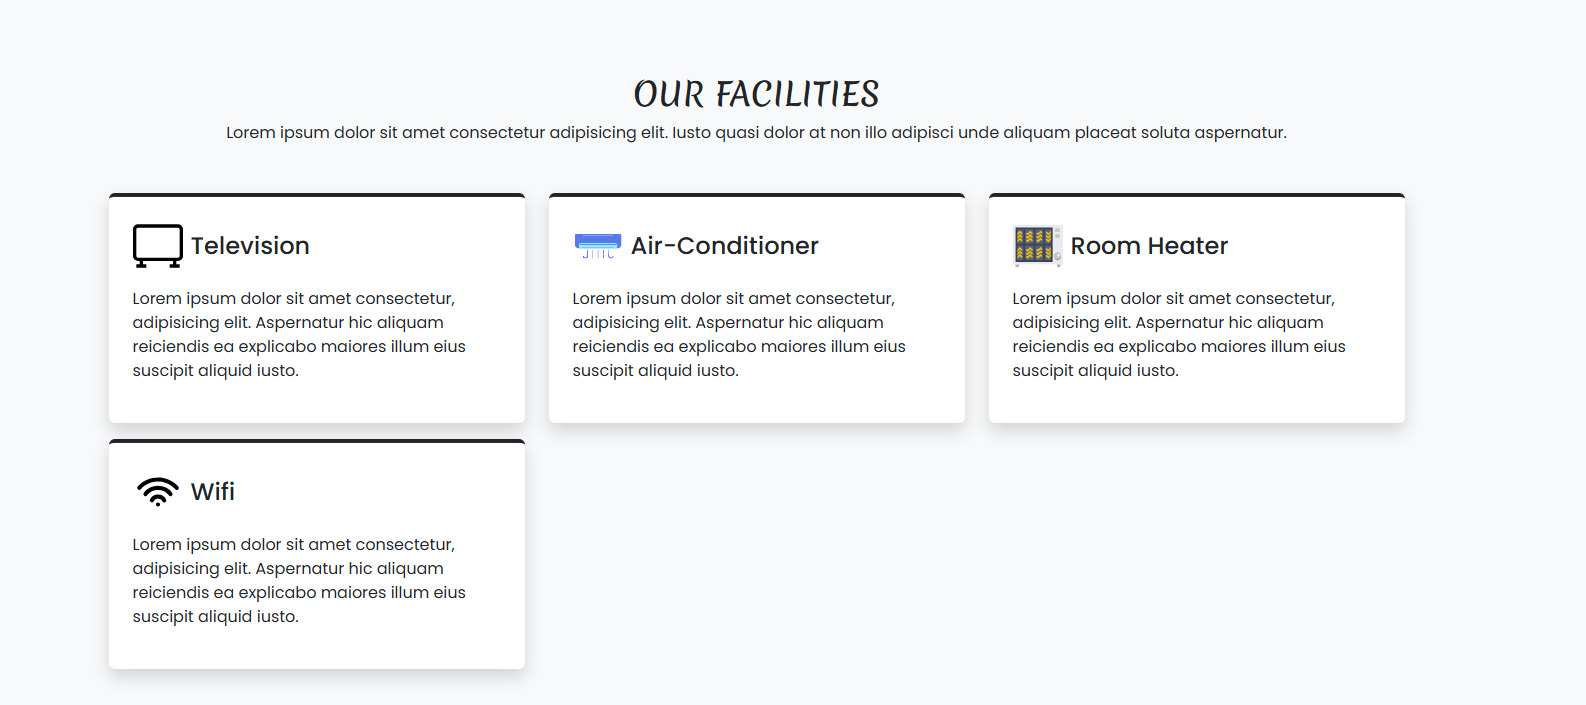 OUR FACILITIES
Lorem ipsum dolor sit amet consectetur adipisicing elit. Iusto quasi dolor at non illo adipisci unde aliquam placeat soluta aspernatur.
Television
Lorem ipsum dolor sit amet consectetur,
adipisicing elit. Aspernatur hic aliquam
reiciendis ea explicabo maiores illum eius
suscipit aliquid iusto.
Air-Conditioner
Lorem ipsum dolor sit amet consectetur,
adipisicing elit. Aspernatur hic aliquam
reiciendis ea explicabo maiores illum eius
suscipit aliquid iusto.
Room Heater
Lorem ipsum dolor sit amet consectetur,
adipisicing elit. Aspernatur hic aliquam
reiciendis ea explicabo maiores illum eius
suscipit aliquid iusto.
Wifi
Lorem ipsum dolor sit amet consectetur,
adipisicing elit. Aspernatur hic aliquam
reiciendis ea explicabo maiores illum eius
suscipit aliquid iusto.